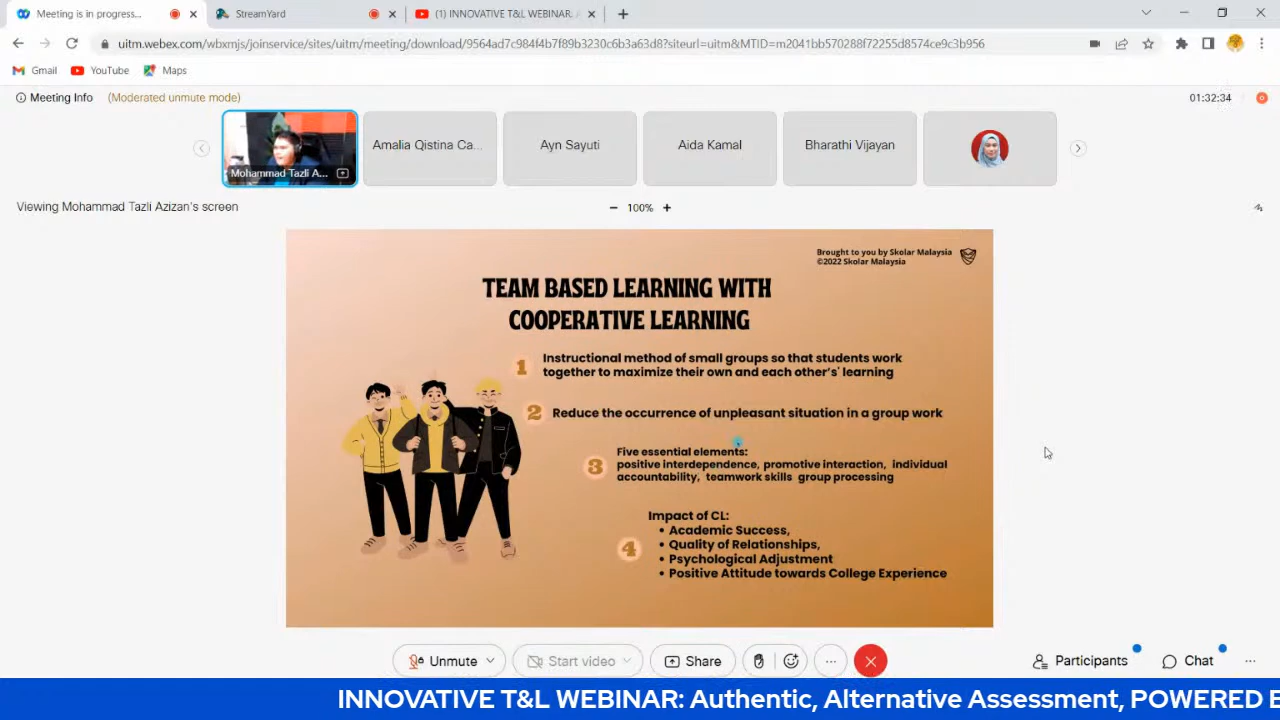 Meeting is in progress...
StreamYard
(1) INNOVATIVE T&L WEBINAR:
uitm.webex.com/wbxmjs/joinservice/sites/uitm/meeting/download/9564ad7c984f4b7f89b3230c6b3a63d8?siteurl=uitm&MTID=m2041bb570288f72255d8574ce9c3b956
Gmail
YouTube
Maps
Meeting Info
(Moderated unmute mode)
01:32:34
Mohammad Tazli A...
Amalia Qistina Ca...
Ayn Sayuti
Aida Kamal
Bharathi Vijayan
Viewing Mohammad Tazli Azizan's screen
100%
Brought to you by Skolar Malaysia
©2022 Skolar Malaysia
TEAM BASED LEARNING WITH
COOPERATIVE LEARNING
1
Instructional method of small groups so that students work
together to maximize their own and each other's' learning
2
Reduce the occurrence of unpleasant situation in a group work
3
Five essential elements:
positive interdependence, promotive interaction, individual
accountability, teamwork skills group processing
4
Impact of CL:
• Academic Success,
• Quality of Relationships,
• Psychological Adjustment
• Positive Attitude towards College Experience
Unmute
Start video
Share
Participants
Chat
INNOVATIVE T&L WEBINAR: Authentic, Alternative Assessment, POWERED